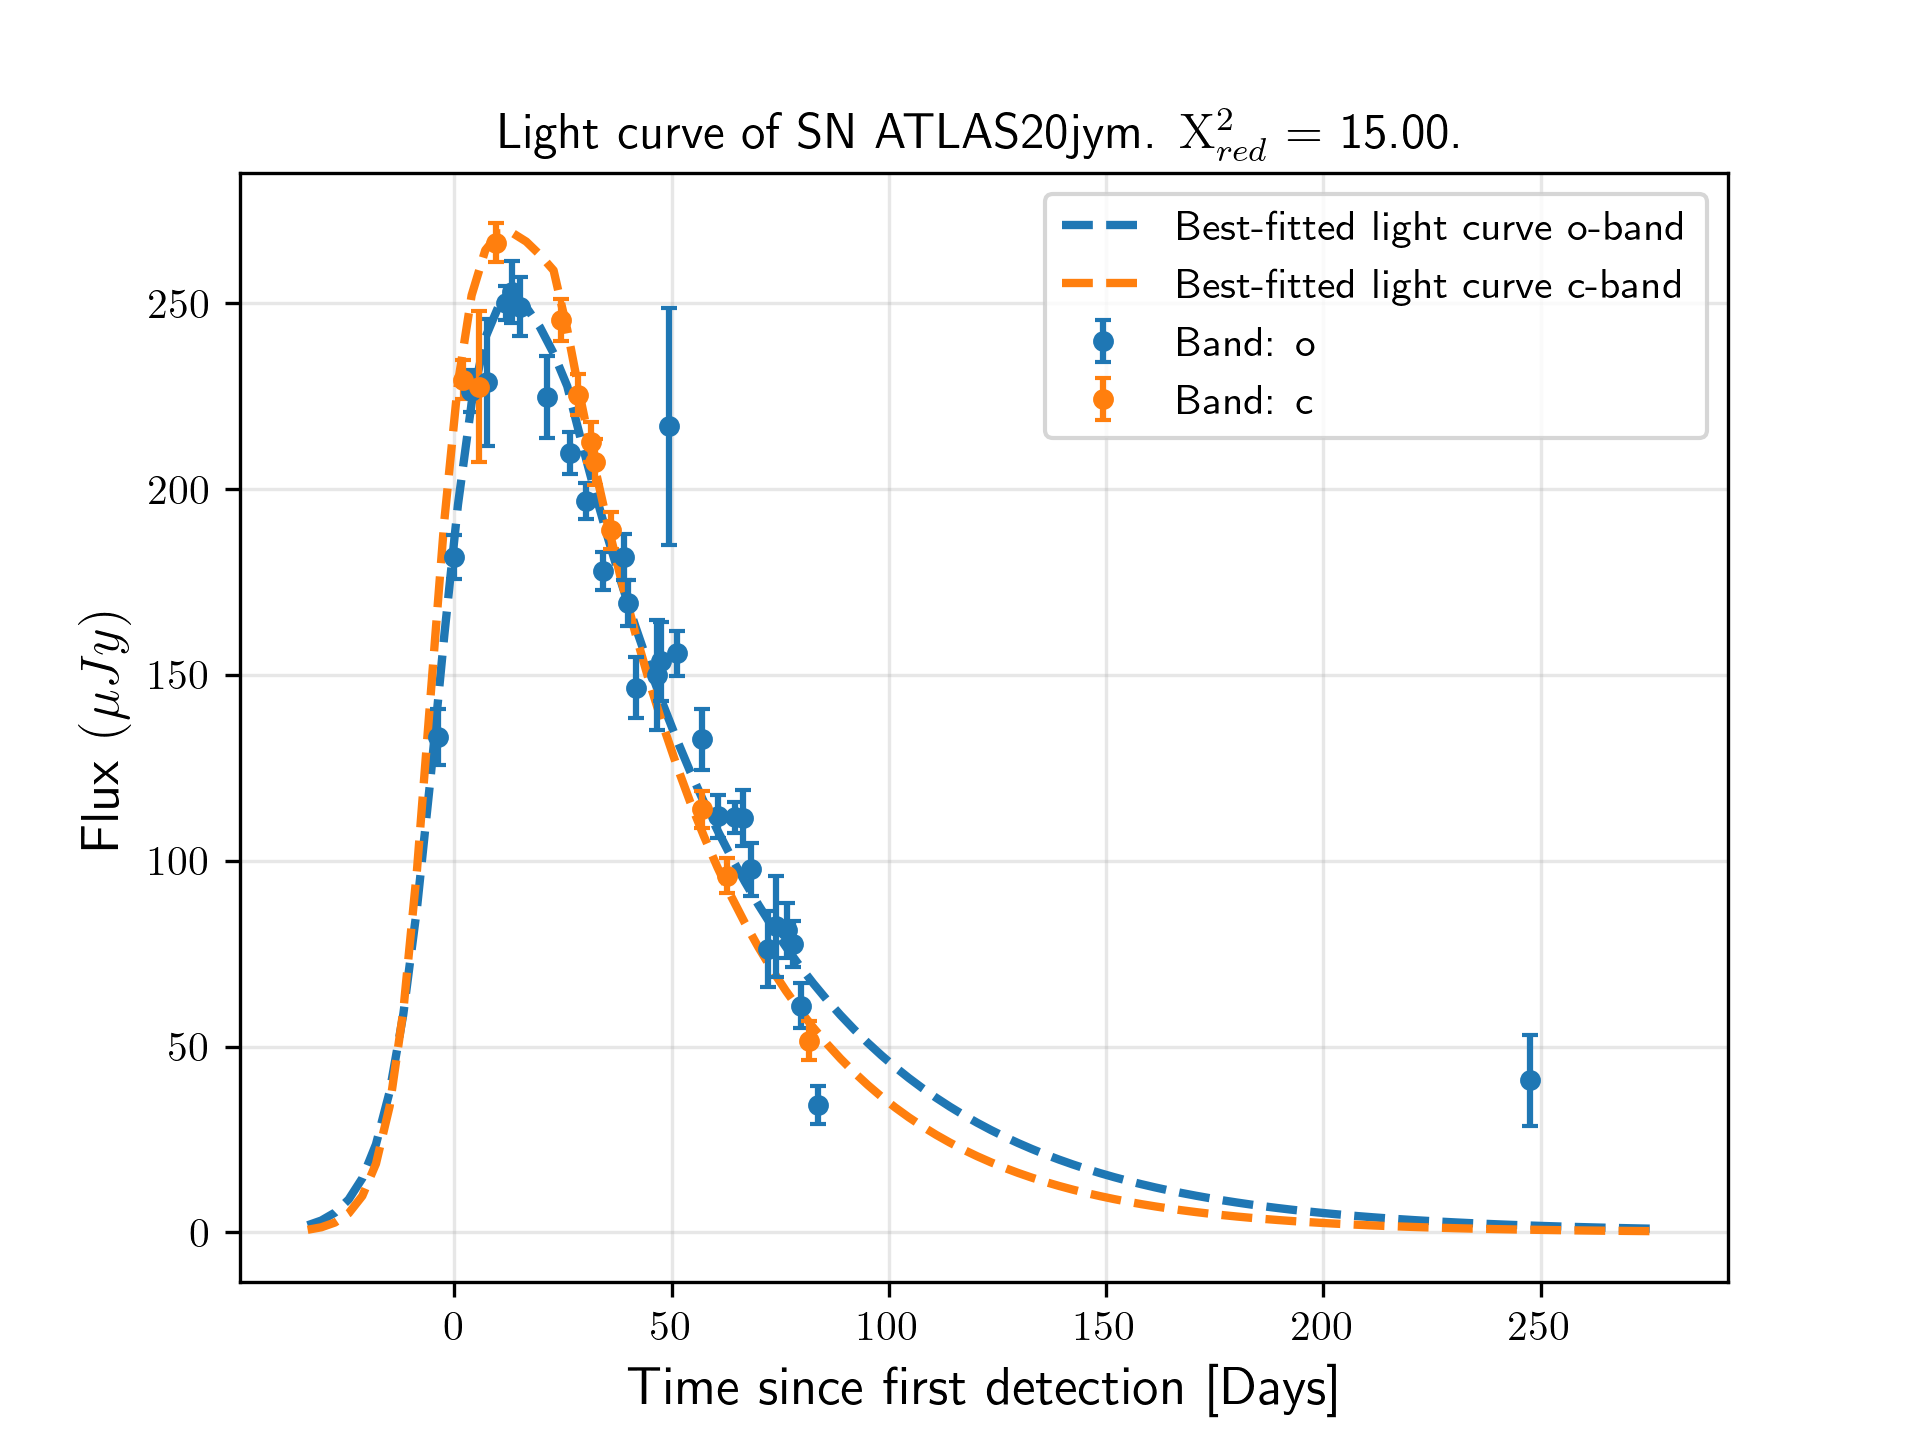 Light curve of SN ATLAS20jym. X²_red = 15.00.
Best-fitted light curve o-band
Best-fitted light curve c-band
Band: o
Band: c
250
200
150
100
50
0
Flux (μJy)
0
50
100
150
200
250
Time since first detection [Days]